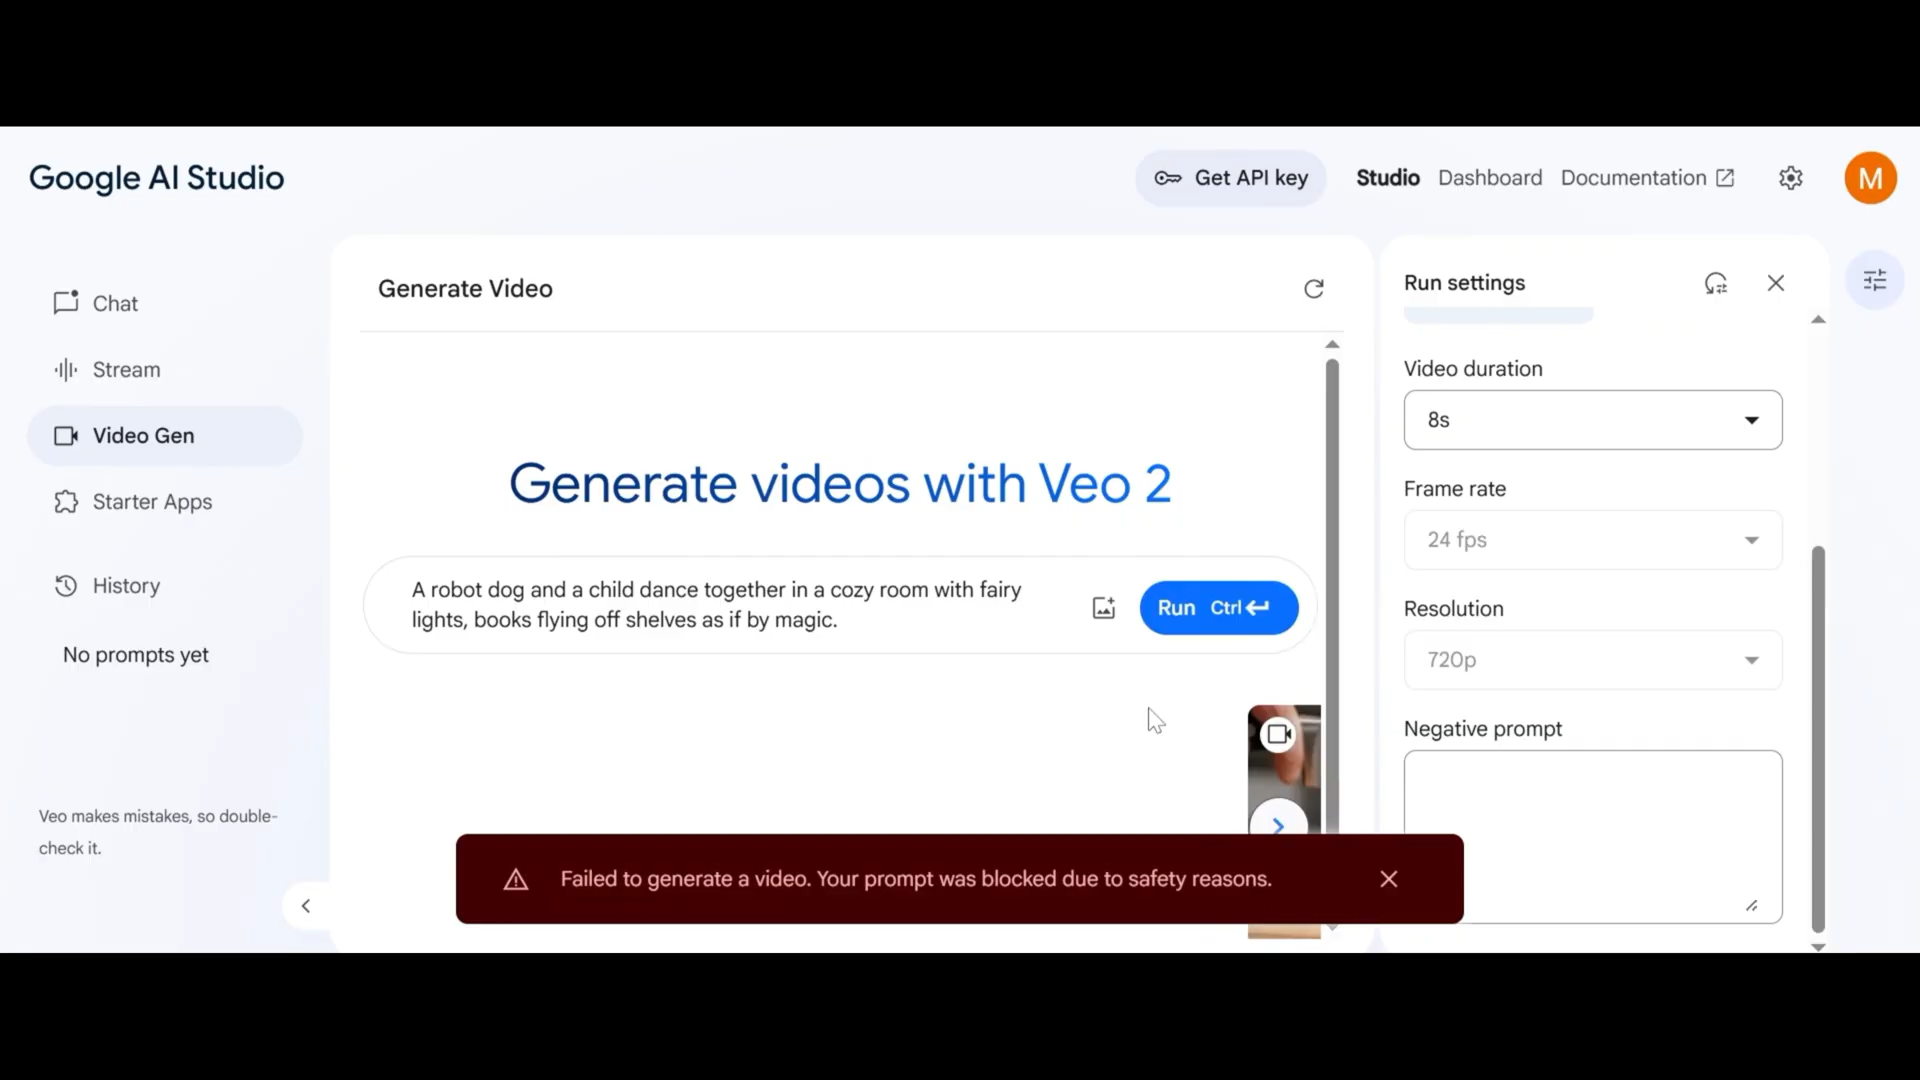 Google AI Studio
Get API key
Studio
Dashboard
Documentation
M
Chat
Stream
Video Gen
Starter Apps
History
No prompts yet
Veo makes mistakes, so double-
check it.
Generate Video
Generate videos with Veo 2
A robot dog and a child dance together in a cozy room with fairy
lights, books flying off shelves as if by magic.
Run Ctrl
Failed to generate a video. Your prompt was blocked due to safety reasons.
Run settings
Video duration
8s
Frame rate
24 fps
Resolution
720p
Negative prompt